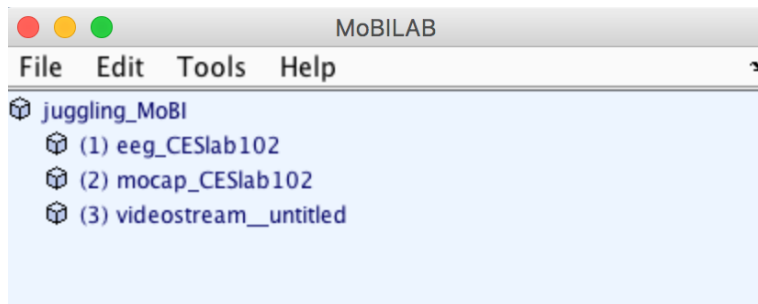 MoBILAB
File Edit Tools Help
juggling_MoBI
(1) eeg_CESlab102
(2) mocap_CESlab102
(3) videostream__untitled